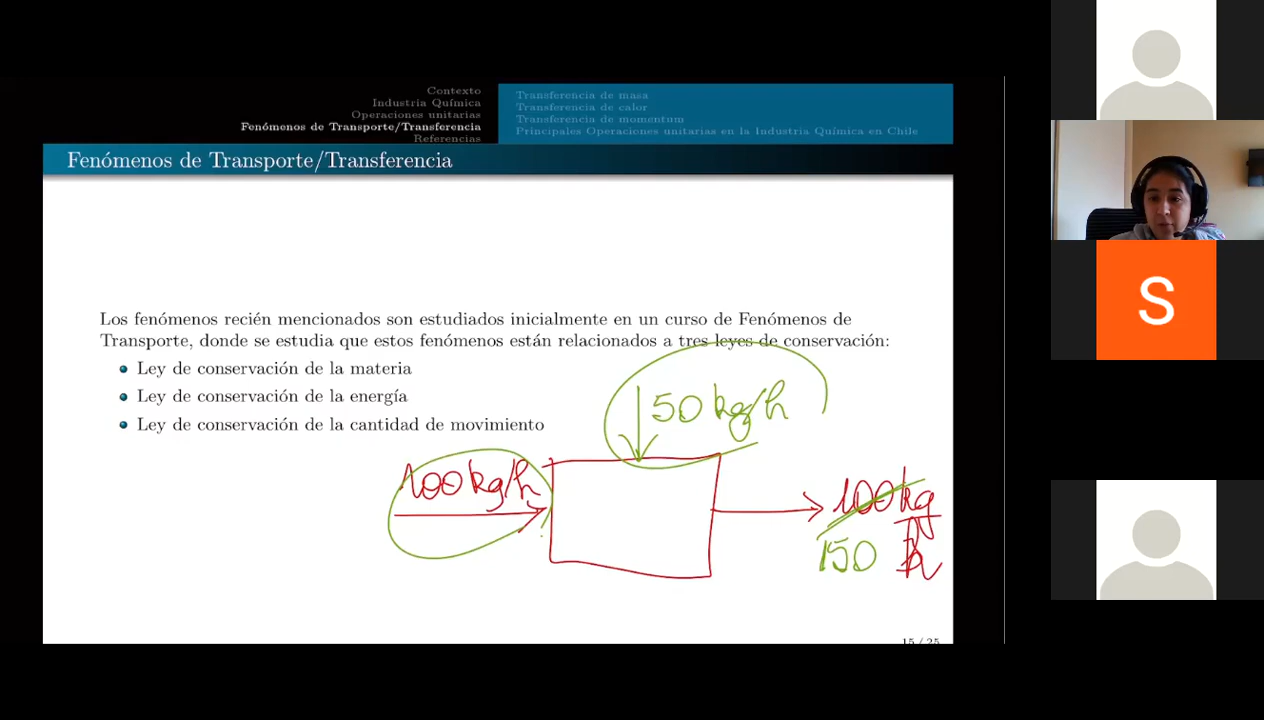 Contexto
Industria Química
Operaciones unitarias
Fenómenos de Transporte/Transferencia
Referencias
Transferencia de masa
Transferencia de calor
Transferencia de momentum
Principales Operaciones unitarias en la Industria Química en Chile
Fenómenos de Transporte/Transferencia
Los fenómenos recién mencionados son estudiados inicialmente en un curso de Fenómenos de
Transporte, donde se estudia que estos fenómenos están relacionados a tres leyes de conservación:
Ley de conservación de la materia
Ley de conservación de la energía
Ley de conservación de la cantidad de movimiento
50 kg/h
100 kg/h
100 kg
150 h
15 / 25
S